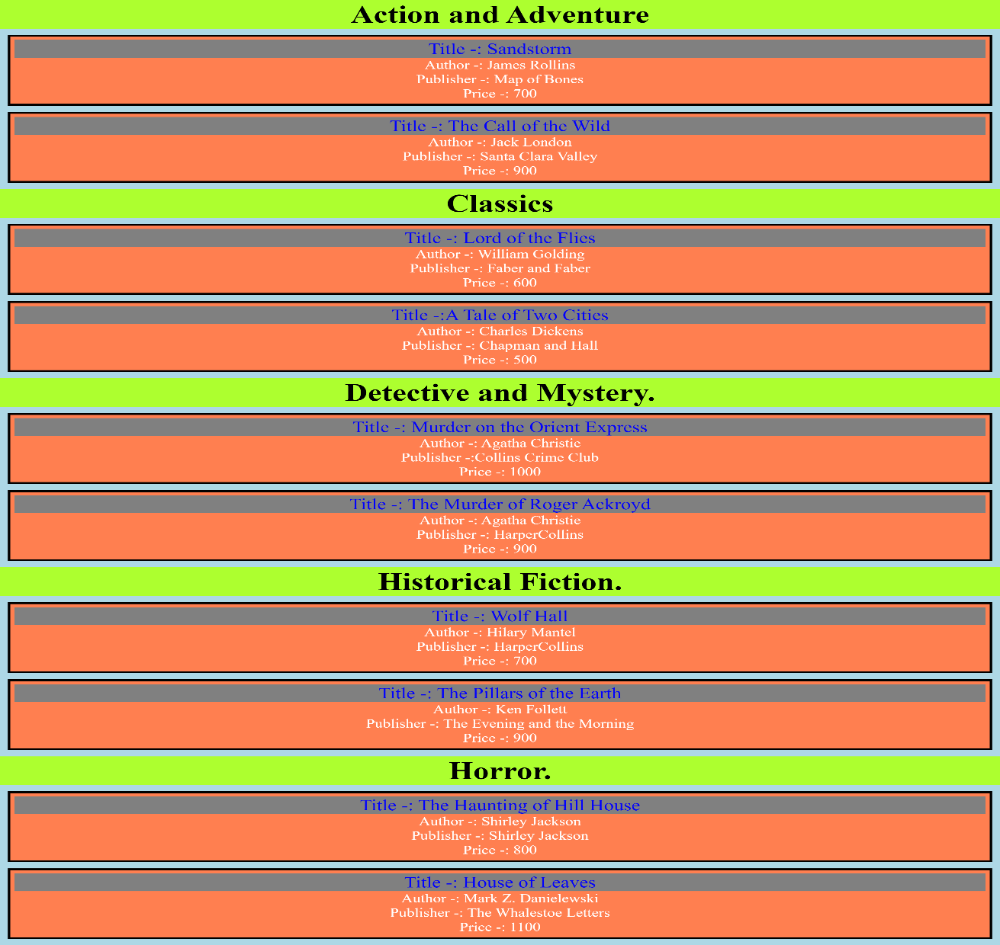 Action and Adventure
Title -: Sandstorm
Author -: James Rollins
Publisher -: Map of Bones
Price -: 700
Title -: The Call of the Wild
Author -: Jack London
Publisher -: Santa Clara Valley
Price -: 900
Classics
Title -: Lord of the Flies
Author -: William Golding
Publisher -: Faber and Faber
Price -: 600
Title -:A Tale of Two Cities
Author -: Charles Dickens
Publisher -: Chapman and Hall
Price -: 500
Detective and Mystery.
Title -: Murder on the Orient Express
Author -: Agatha Christie
Publisher -:Collins Crime Club
Price -: 1000
Title -: The Murder of Roger Ackroyd
Author -: Agatha Christie
Publisher -: HarperCollins
Price -: 900
Historical Fiction.
Title -: Wolf Hall
Author -: Hilary Mantel
Publisher -: HarperCollins
Price -: 700
Title -: The Pillars of the Earth
Author -: Ken Follett
Publisher -: The Evening and the Morning
Price -: 900
Horror.
Title -: The Haunting of Hill House
Author -: Shirley Jackson
Publisher -: Shirley Jackson
Price -: 800
Title -: House of Leaves
Author -: Mark Z. Danielewski
Publisher -: The Whalestoe Letters
Price -: 1100